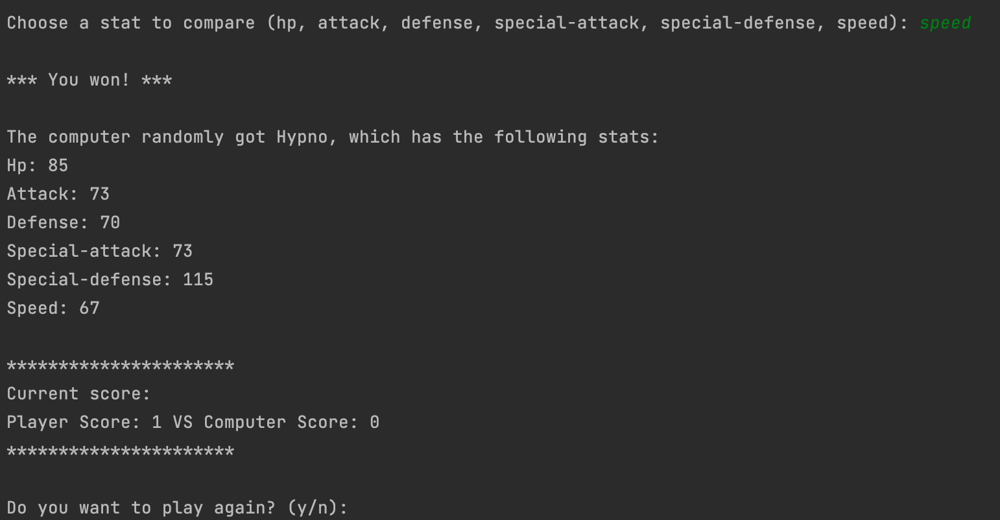 Choose a stat to compare (hp, attack, defense, special-attack, special-defense, speed): speed
*** You won! ***
The computer randomly got Hypno, which has the following stats:
Hp: 85
Attack: 73
Defense: 70
Special-attack: 73
Special-defense: 115
Speed: 67
**********************
Current score:
Player Score: 1 VS Computer Score: 0
**********************
Do you want to play again? (y/n):